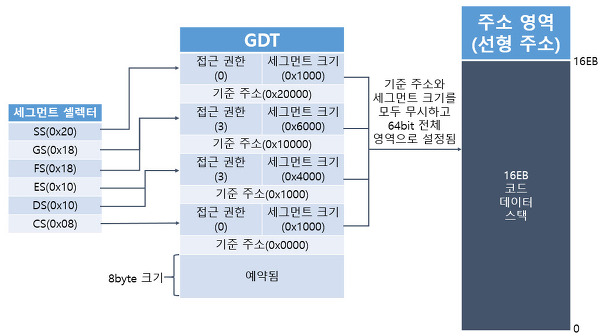 세그먼트 셀렉터
SS(0x20)
GS(0x18)
FS(0x18)
ES(0x10)
DS(0x10)
CS(0x08)
GDT
접근 권한
(0)
세그먼트 크기
(0x1000)
기준 주소(0x20000)
접근 권한
(3)
세그먼트 크기
(0x6000)
기준 주소(0x10000)
접근 권한
(3)
세그먼트 크기
(0x4000)
기준 주소(0x1000)
접근 권한
(0)
세그먼트 크기
(0x1000)
기준 주소(0x0000)
8byte 크기
예약됨
기준 주소와
세그먼트 크기를
모두 무시하고
64bit 전체
영역으로 설정됨
주소 영역
(선형 주소)
16EB
16EB
코드
데이터
스택
0